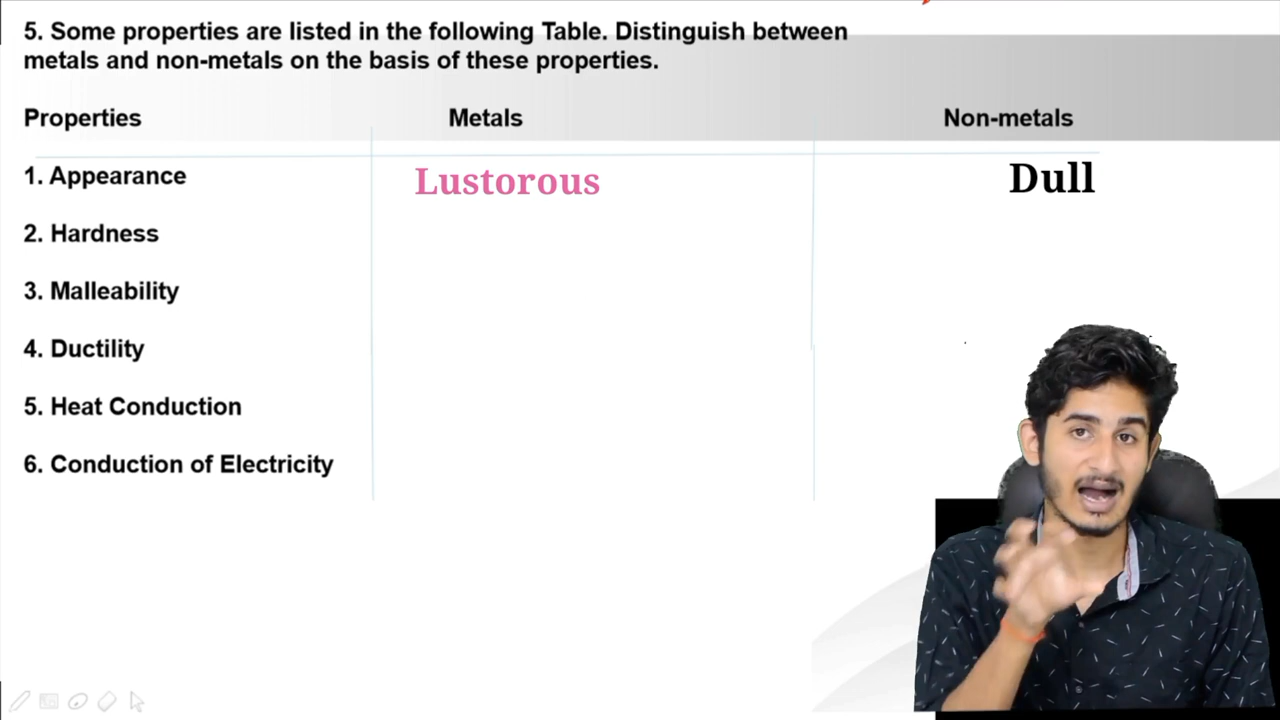 5. Some properties are listed in the following Table. Distinguish between
metals and non-metals on the basis of these properties.
Properties Metals Non-metals
1. Appearance Lustorous Dull
2. Hardness
3. Malleability
4. Ductility
5. Heat Conduction
6. Conduction of Electricity